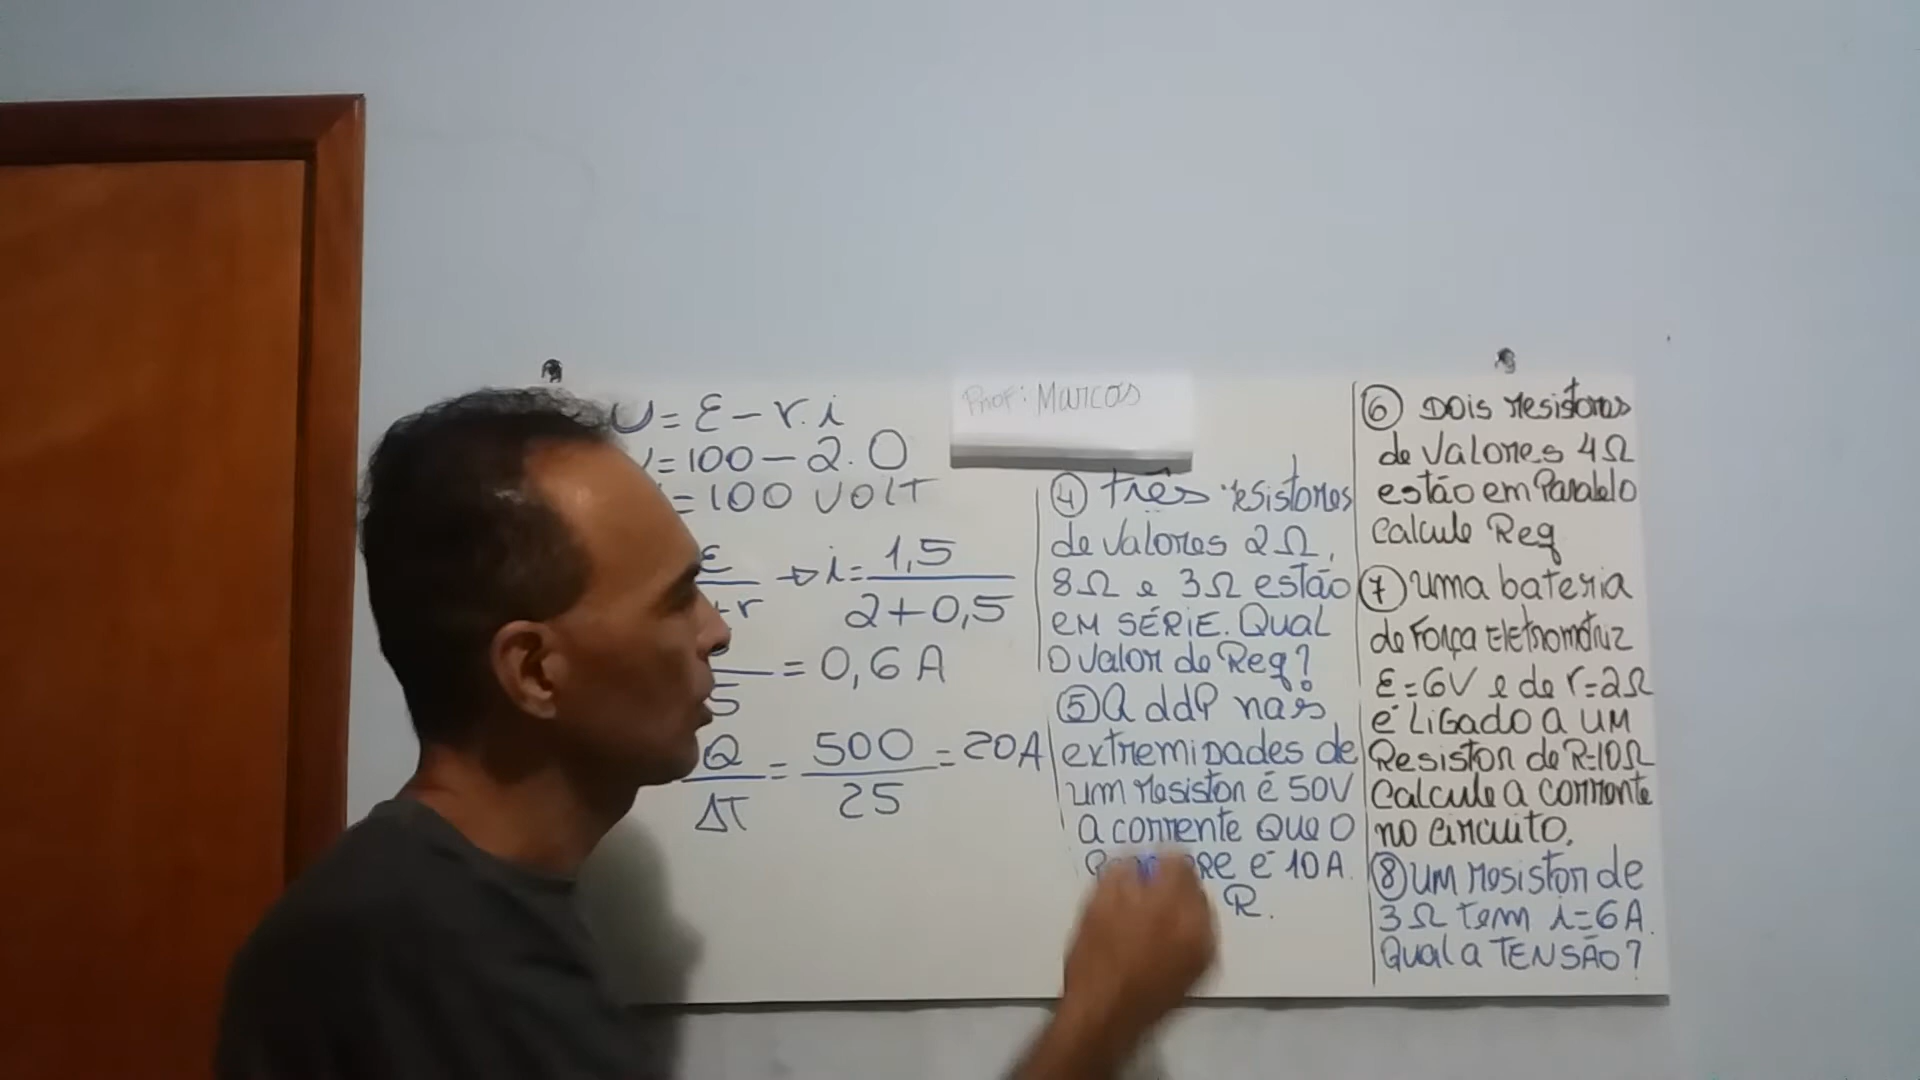 U = Ɛ - r.i
= 100 - 2.0
= 100 VOLT
Ɛ → i = 1,5
+r 2+0,5
= 0,6 A
5
Q = 500 = 20A
ΔT 25
Prof: Marcos
④ três resistores
de valores 2Ω,
8Ω e 3Ω estão
EM SÉRIE. Qual
O valor de Req?
⑤ A ddp nas
extremidades de
um resistor é 50V
a corrente que o
RE é 10A.
R.
⑥ Dois resistores
de valores 4Ω
estão em Paralelo
Calcule Req
⑦ uma bateria
de Força Eletromotriz
Ɛ=6V e de r=2Ω
é LIGADO A UM
Resistor de R=10Ω
Calcule a corrente
no circuito.
⑧ UM resistor de
3Ω tem i=6A.
Qual a TENSÃO?